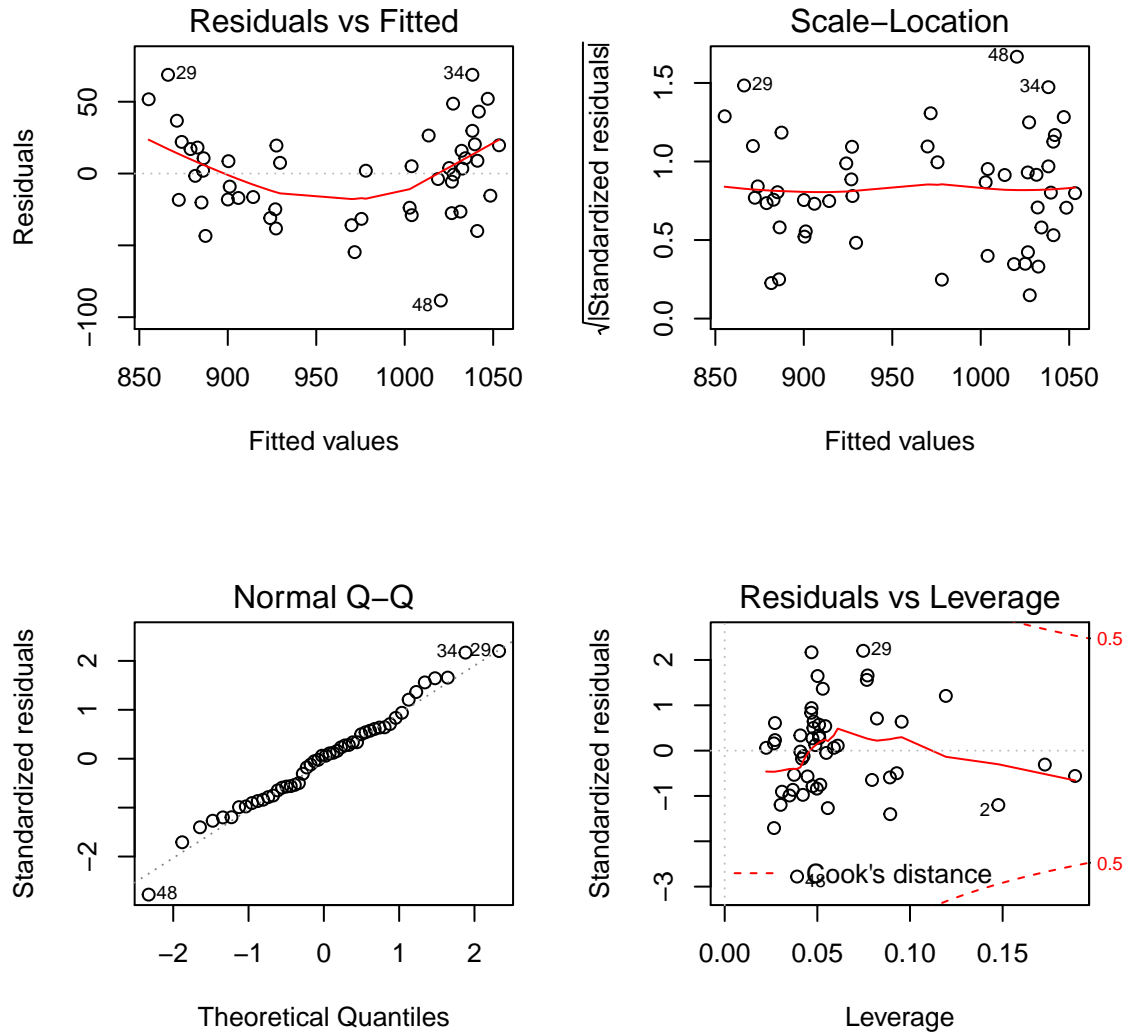 Residuals vs Fitted
Residuals
50
0
−100
29
34
48
850 900 950 1000 1050
Fitted values
Scale−Location
√|Standardized residuals|
1.5
1.0
0.5
0.0
29
48
34
850 900 950 1000 1050
Fitted values
Normal Q−Q
Standardized residuals
2
1
0
−2
34
29
48
−2 −1 0 1 2
Theoretical Quantiles
Residuals vs Leverage
Standardized residuals
2
1
0
−1
−3
29
2
48
Cook's distance
0.5
0.5
0.00 0.05 0.10 0.15
Leverage